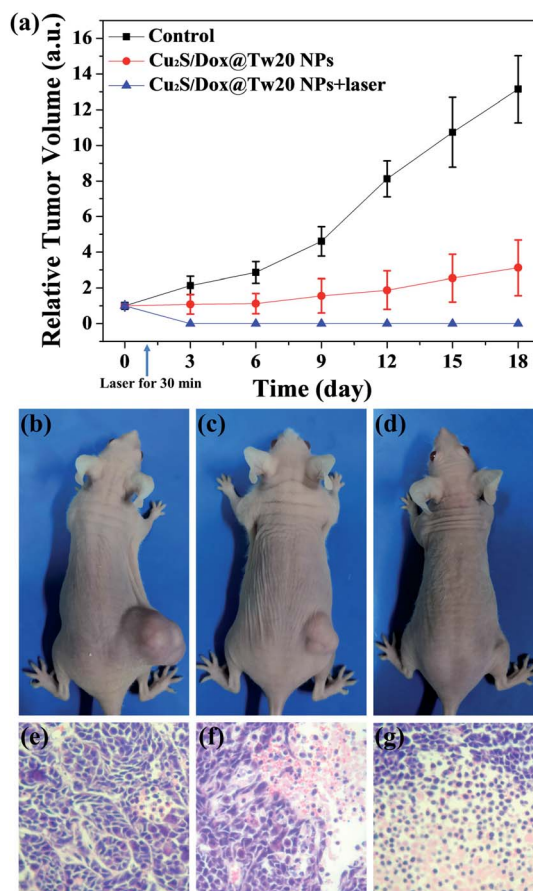 (a)
Relative Tumor Volume (a.u.)
16
14
12
10
8
6
4
2
0
Control
Cu₂S/Dox@Tw20 NPs
Cu₂S/Dox@Tw20 NPs+laser
0 3 6 9 12 15 18
Laser for 30 min
Time (day)
(b) (c) (d)
(e) (f) (g)